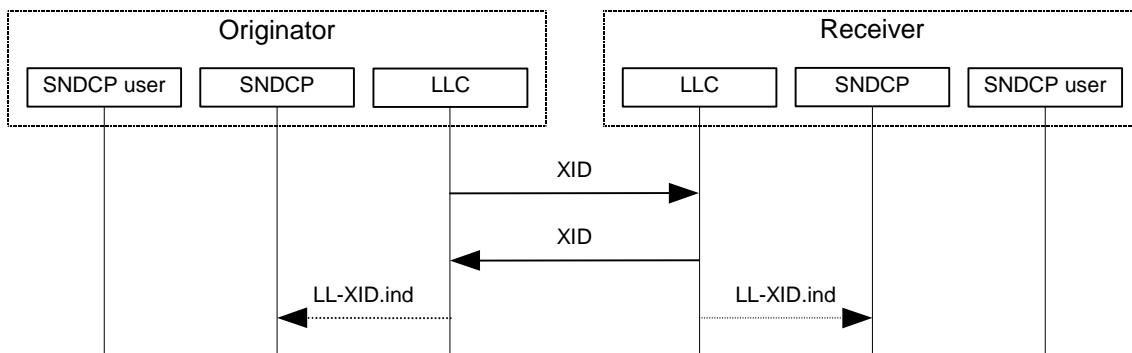 Originator
Receiver
SNDCP user
SNDCP
LLC
LLC
SNDCP
SNDCP user
XID
XID
LL-XID.ind
LL-XID.ind